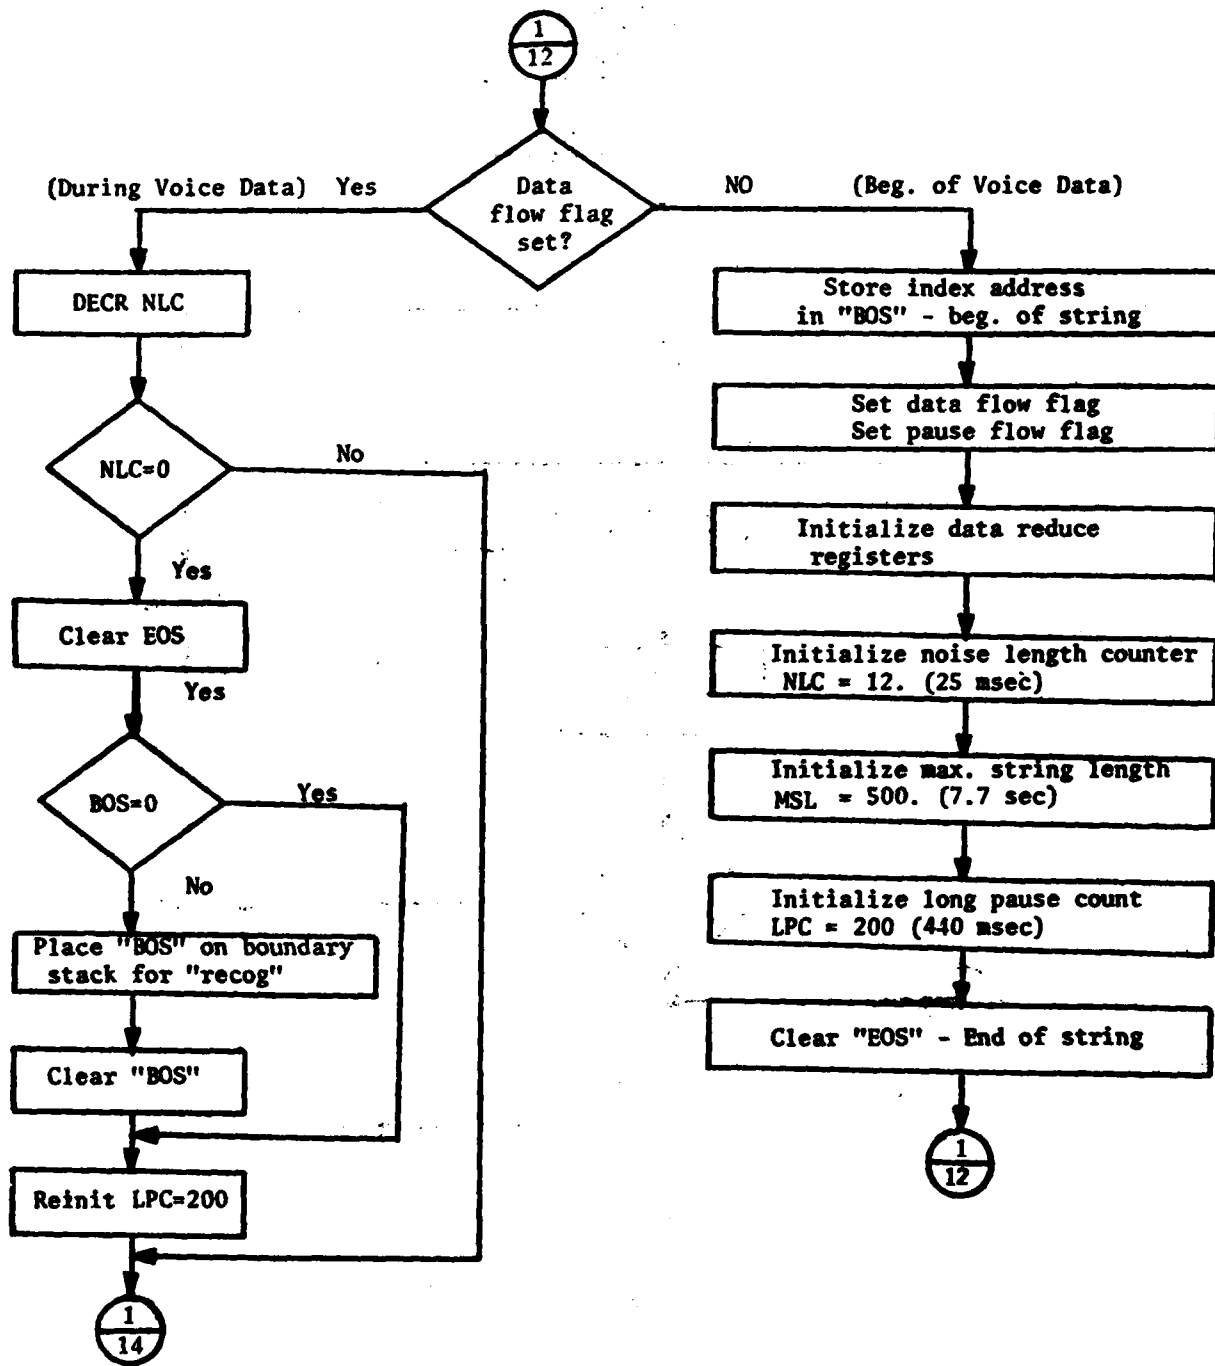 1
12
Data
flow flag
set?
(During Voice Data) Yes
NO (Beg. of Voice Data)
DECR NLC
NLC=0
No
Yes
Clear EOS
Yes
BOS=0
Yes
No
Place "BOS" on boundary
stack for "recog"
Clear "BOS"
Reinit LPC=200
1
14
Store index address
in "BOS" - beg. of string
Set data flow flag
Set pause flow flag
Initialize data reduce
registers
Initialize noise length counter
NLC = 12. (25 msec)
Initialize max. string length
MSL = 500. (7.7 sec)
Initialize long pause count
LPC = 200 (440 msec)
Clear "EOS" - End of string
1
12